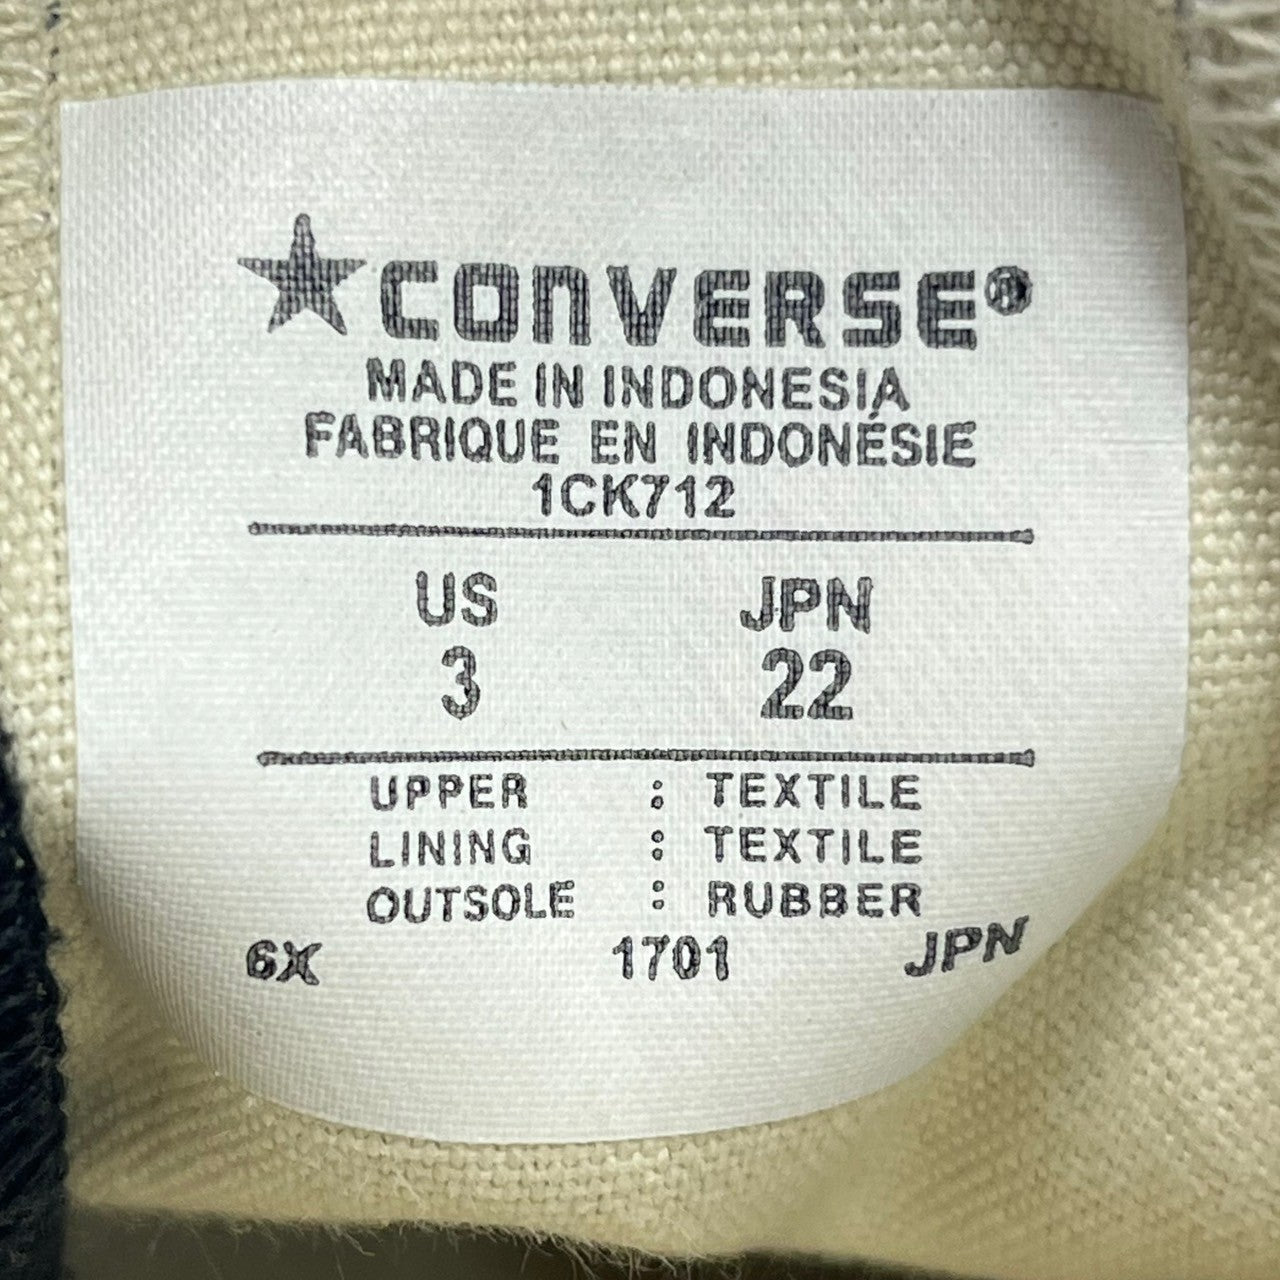 ★CONVERSE®
MADE IN INDONESIA
FABRIQUE EN INDONÉSIE
1CK712
US JPN
3 22
UPPER : TEXTILE
LINING : TEXTILE
OUTSOLE : RUBBER
6X 1701 JPN